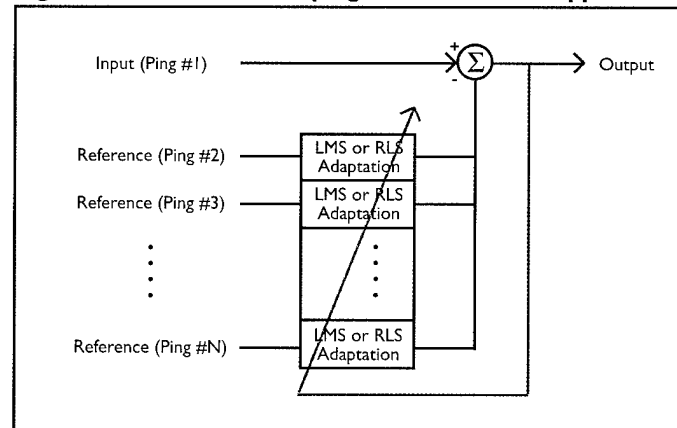 Input (Ping #1)
+
Σ
-
Output
Reference (Ping #2)
LMS or RLS
Adaptation
Reference (Ping #3)
LMS or RLS
Adaptation
Reference (Ping #N)
LMS or RLS
Adaptation